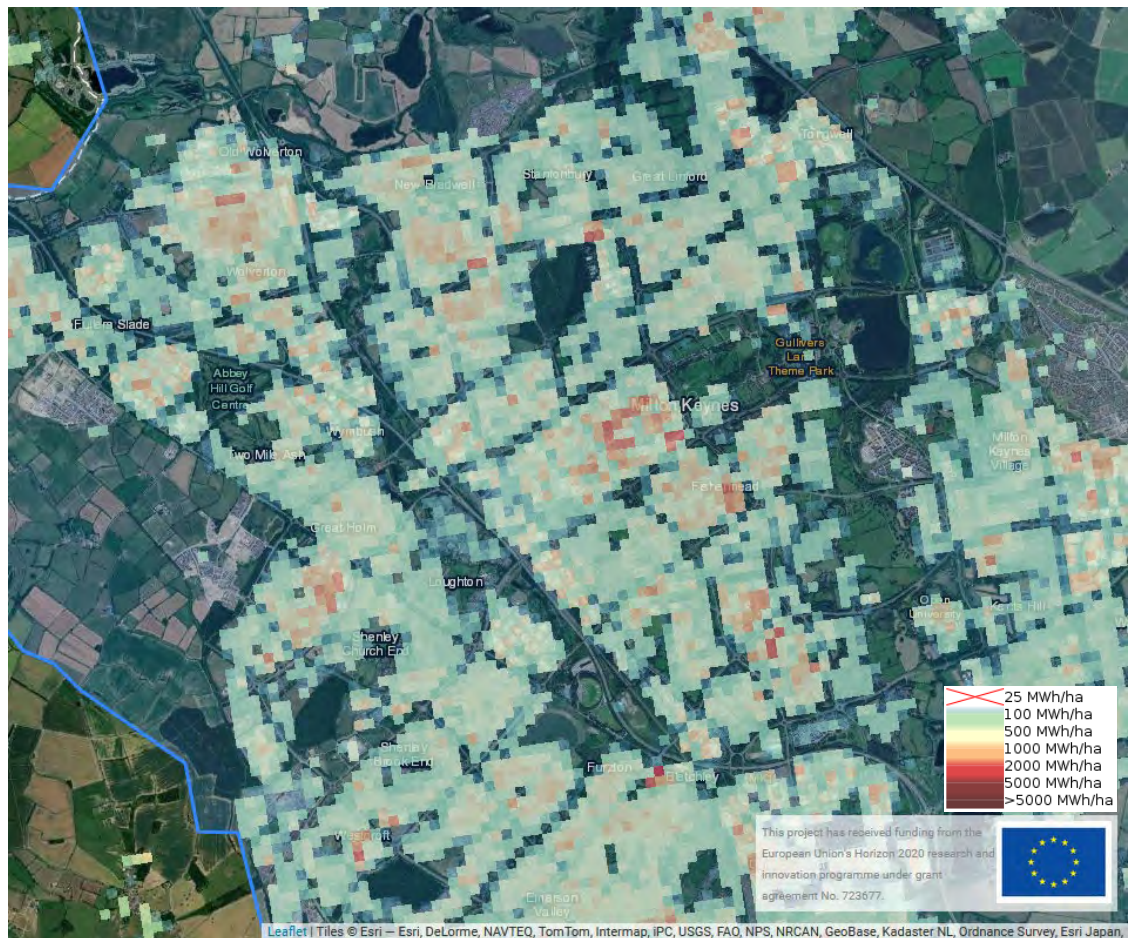 Old Wolverton
Tongwell
New Bradwell
Stantonbury
Great Linford
Wolverton
Fullers Slade
Gullivers
Land
Theme Park
Abbey
Hill Golf
Centre
Milton Keynes
Wymbush
Two Mile Ash
Milton
Keynes
Village
Fishermead
Great Holm
Loughton
Open
University
Kents Hill
Shenley
Church End
Shenley
Brook End
Furzton
Bletchley
Westcroft
Emerson
Valley
25 MWh/ha
100 MWh/ha
500 MWh/ha
1000 MWh/ha
2000 MWh/ha
5000 MWh/ha
>5000 MWh/ha
This project has received funding from the
European Union's Horizon 2020 research and
innovation programme under grant
agreement No. 723677.
Leaflet | Tiles © Esri — Esri, DeLorme, NAVTEQ, TomTom, Intermap, iPC, USGS, FAO, NPS, NRCAN, GeoBase, Kadaster NL, Ordnance Survey, Esri Japan,